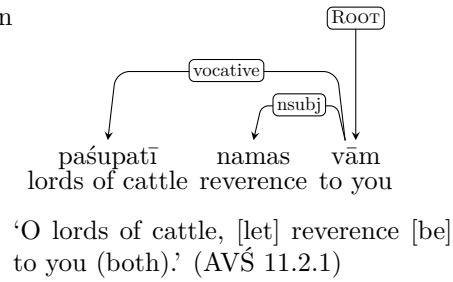 n
ROOT
vocative
nsubj
paśupatī namas vām
lords of cattle reverence to you
‘O lords of cattle, [let] reverence [be]
to you (both).’ (AVŚ 11.2.1)